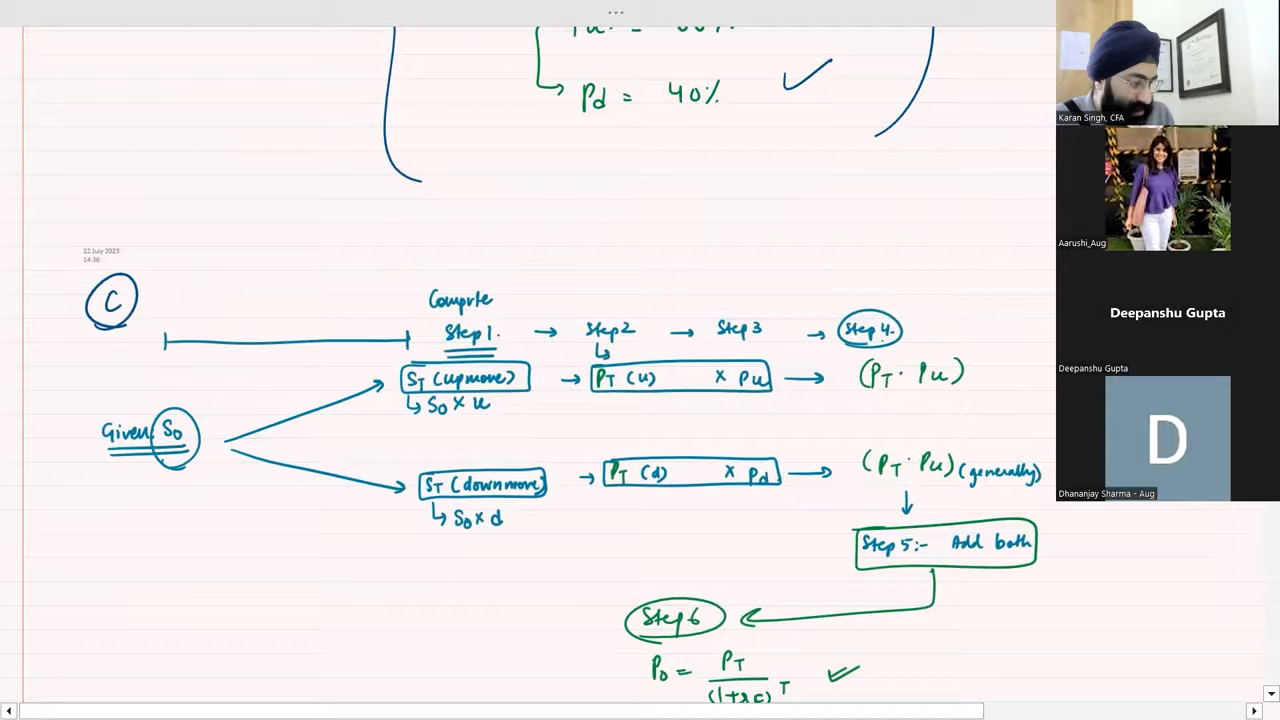 Pd = 40%
22 July 2023
14:36
C
Compute
Step 1. → Step 2 → Step 3 → Step 4.
ST (upmove) → PT (u) × Pu → (PT · Pu)
↳ S0 × u
Given S0
ST (downmove) → PT (d) × Pd → (PT · Pu) (generally)
↳ S0 × d
Step 5:- Add both
Step 6
P0 = PT
(1+rc) T
Karan Singh, CFA
Aarushi_Aug
Deepanshu Gupta
Deepanshu Gupta
D
Dhananjay Sharma - Aug